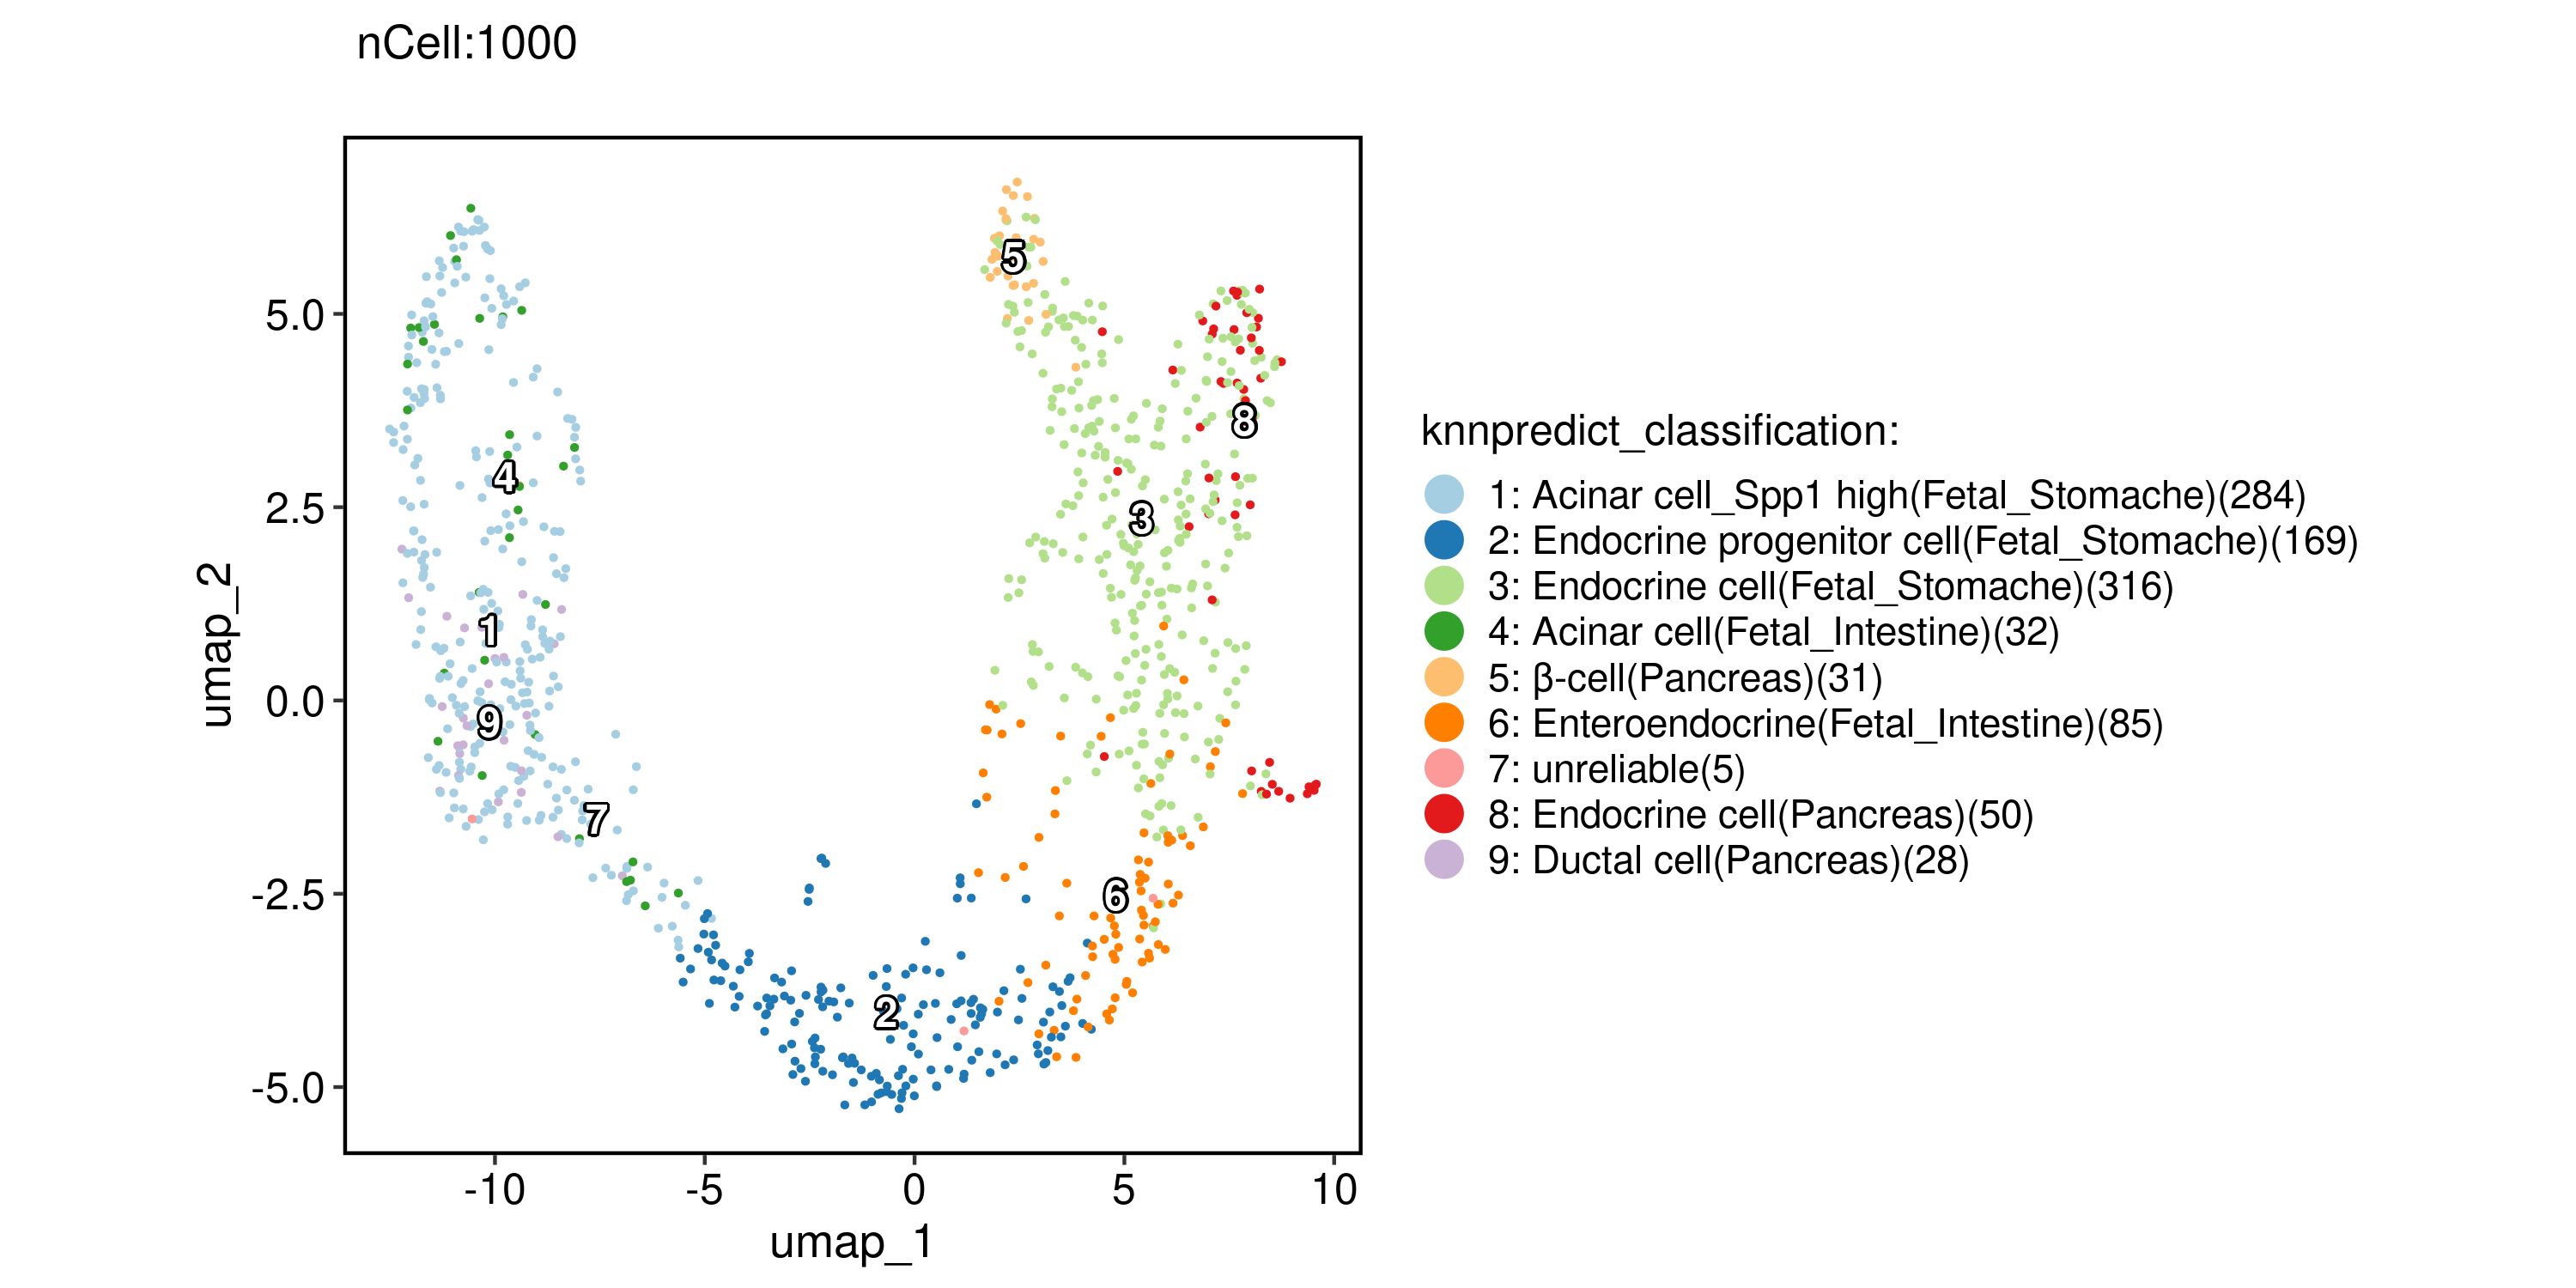 nCell:1000
5
8
4
3
1
9
7
6
2
5.0
2.5
0.0
-2.5
-5.0
umap_2
-10 -5 0 5 10
umap_1
knnpredict_classification:
1: Acinar cell_Spp1 high(Fetal_Stomache)(284)
2: Endocrine progenitor cell(Fetal_Stomache)(169)
3: Endocrine cell(Fetal_Stomache)(316)
4: Acinar cell(Fetal_Intestine)(32)
5: β-cell(Pancreas)(31)
6: Enteroendocrine(Fetal_Intestine)(85)
7: unreliable(5)
8: Endocrine cell(Pancreas)(50)
9: Ductal cell(Pancreas)(28)